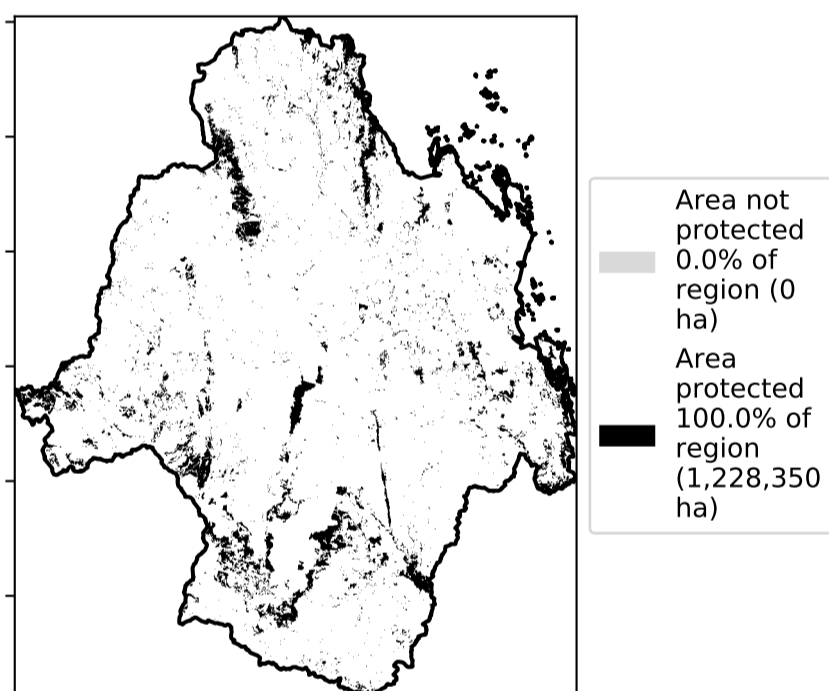 Area not
protected
0.0% of
region (0
ha)
Area
protected
100.0% of
region
(1,228,350
ha)